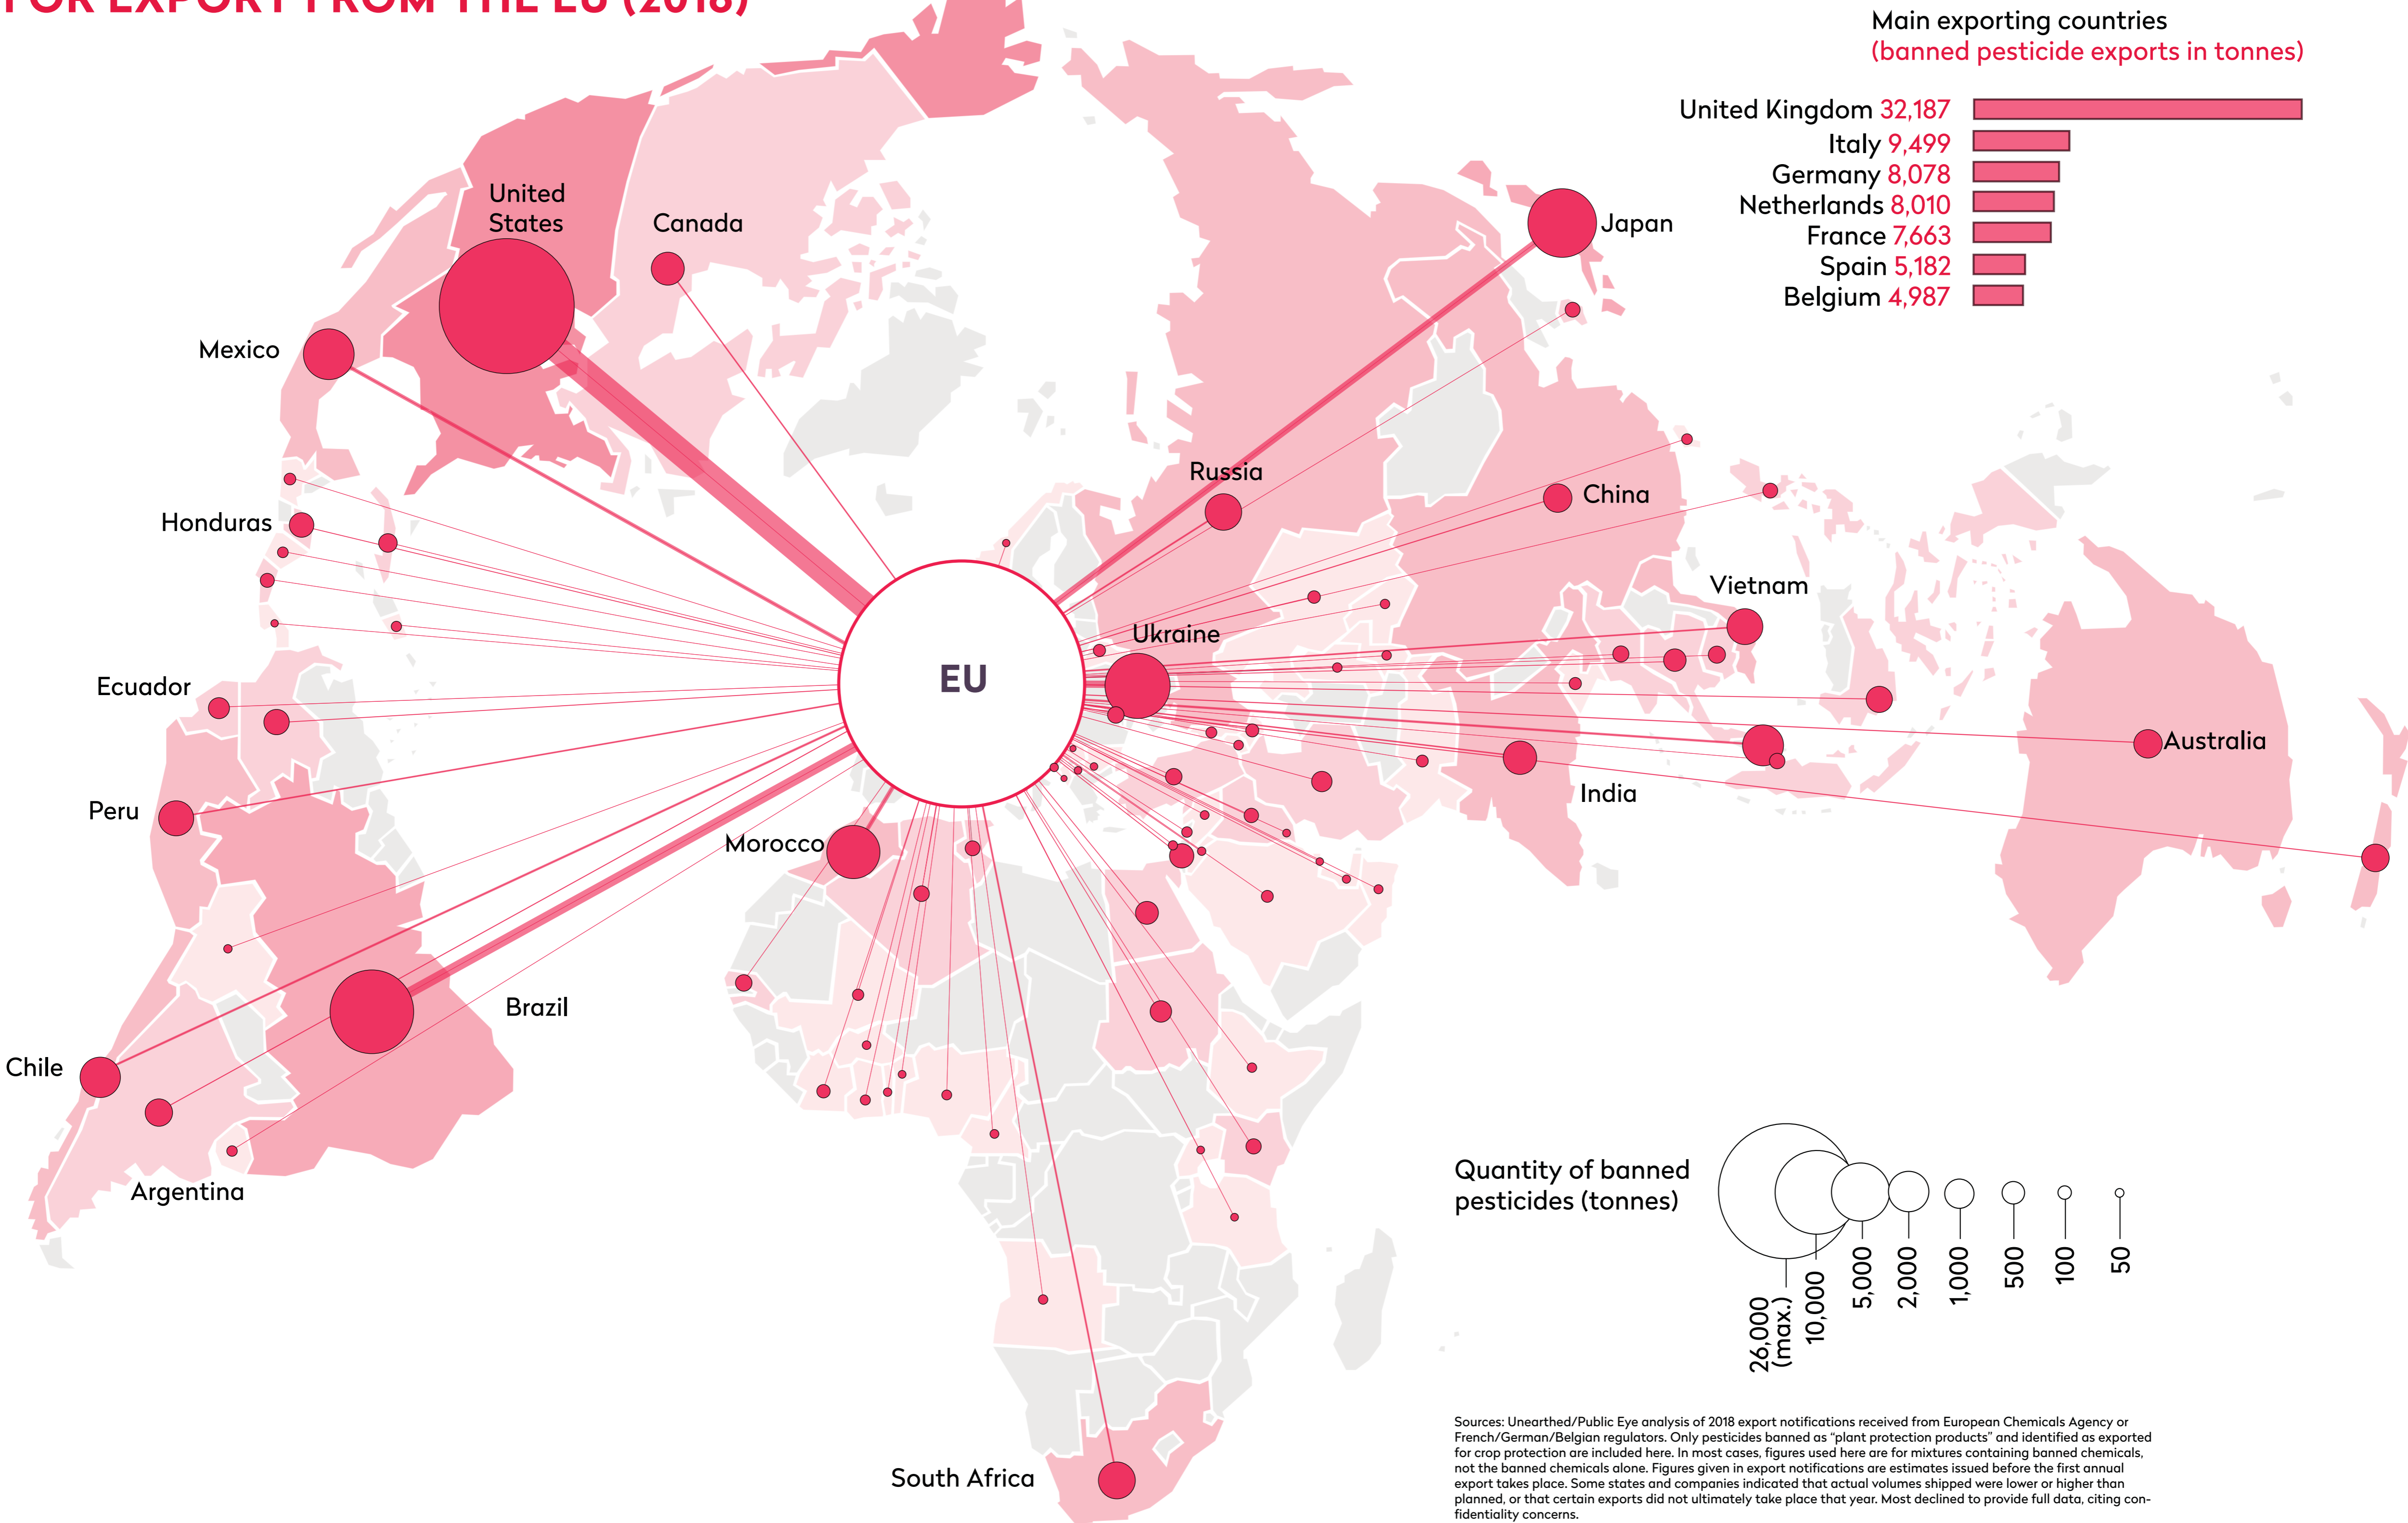 FOR EXPORT FROM THE EU (2018)
Main exporting countries
(banned pesticide exports in tonnes)
United Kingdom 32,187
Italy 9,499
Germany 8,078
Netherlands 8,010
France 7,663
Spain 5,182
Belgium 4,987
United
States
Canada
Japan
Mexico
Russia
China
Honduras
Vietnam
Ukraine
EU
Ecuador
Australia
India
Peru
Morocco
Brazil
Chile
Argentina
South Africa
Quantity of banned
pesticides (tonnes)
26,000
(max.)
10,000
5,000
2,000
1,000
500
100
50
Sources: Unearthed/Public Eye analysis of 2018 export notifications received from European Chemicals Agency or
French/German/Belgian regulators. Only pesticides banned as “plant protection products” and identified as exported
for crop protection are included here. In most cases, figures used here are for mixtures containing banned chemicals,
not the banned chemicals alone. Figures given in export notifications are estimates issued before the first annual
export takes place. Some states and companies indicated that actual volumes shipped were lower or higher than
planned, or that certain exports did not ultimately take place that year. Most declined to provide full data, citing con-
fidentiality concerns.